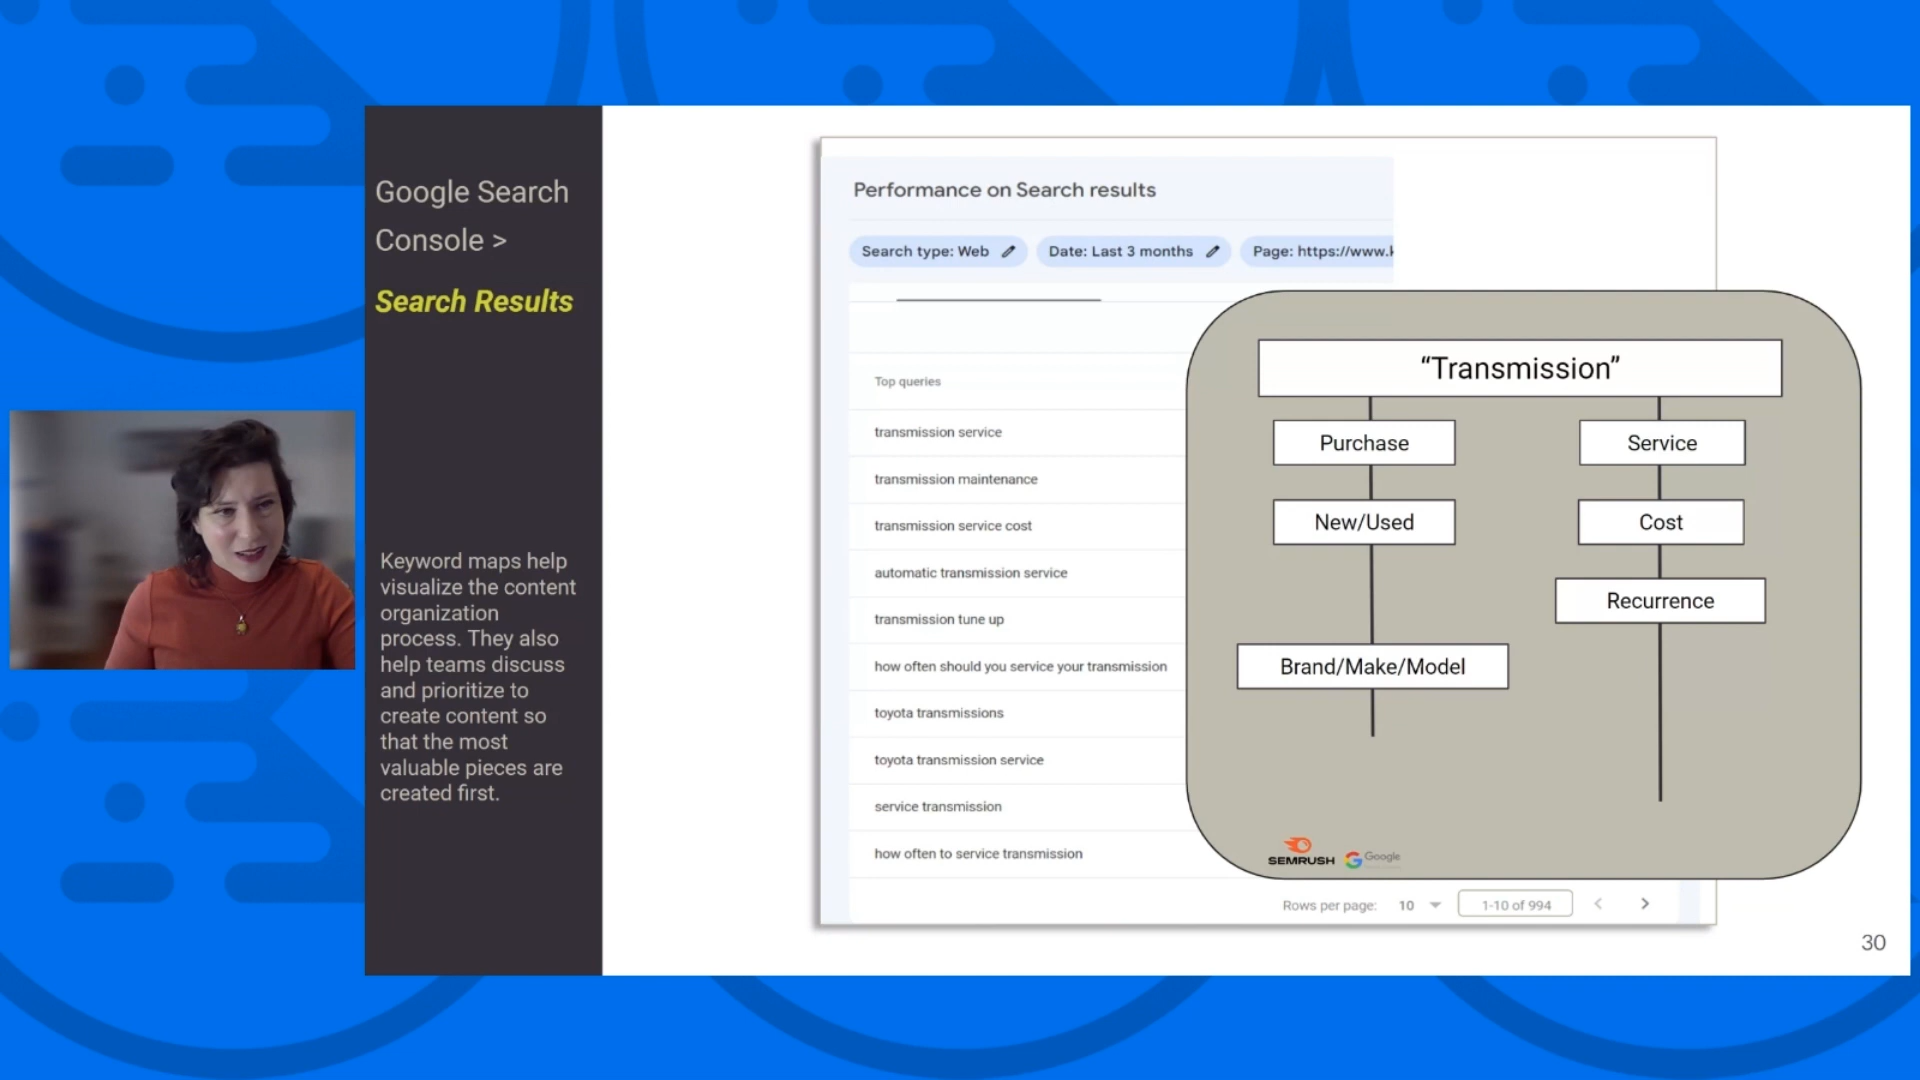 Google Search
Console >
Search Results
Keyword maps help
visualize the content
organization
process. They also
help teams discuss
and prioritize to
create content so
that the most
valuable pieces are
created first.
Performance on Search results
Search type: Web
Date: Last 3 months
Page: https://www.k
Top queries
transmission service
transmission maintenance
transmission service cost
automatic transmission service
transmission tune up
how often should you service your transmission
toyota transmissions
toyota transmission service
service transmission
how often to service transmission
Rows per page: 10
1-10 of 994
“Transmission”
Purchase
Service
New/Used
Cost
Recurrence
Brand/Make/Model
SEMRUSH
Google
30